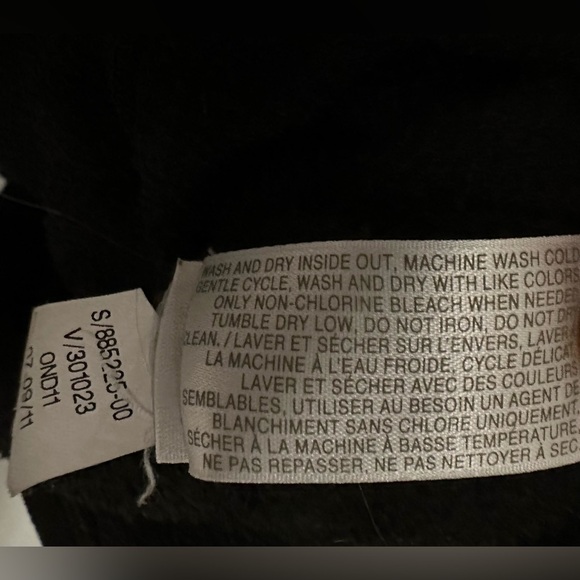 S/885225-00
V/301023
OND11
WASH AND DRY INSIDE OUT, MACHINE WASH COLD
GENTLE CYCLE, WASH AND DRY WITH LIKE COLORS
ONLY NON-CHLORINE BLEACH WHEN NEEDED
TUMBLE DRY LOW, DO NOT IRON, DO NOT
CLEAN. / LAVER ET SÉCHER SUR L'ENVERS, LAVER
LA MACHINE À L'EAU FROIDE, CYCLE DÉLICAT
LAVER ET SÉCHER AVEC DES COULEURS
SEMBLABLES, UTILISER AU BESOIN UN AGENT DE
BLANCHIMENT SANS CHLORE UNIQUEMENT,
SÉCHER À LA MACHINE À BASSE TEMPÉRATURE,
NE PAS REPASSER, NE PAS NETTOYER À SEC